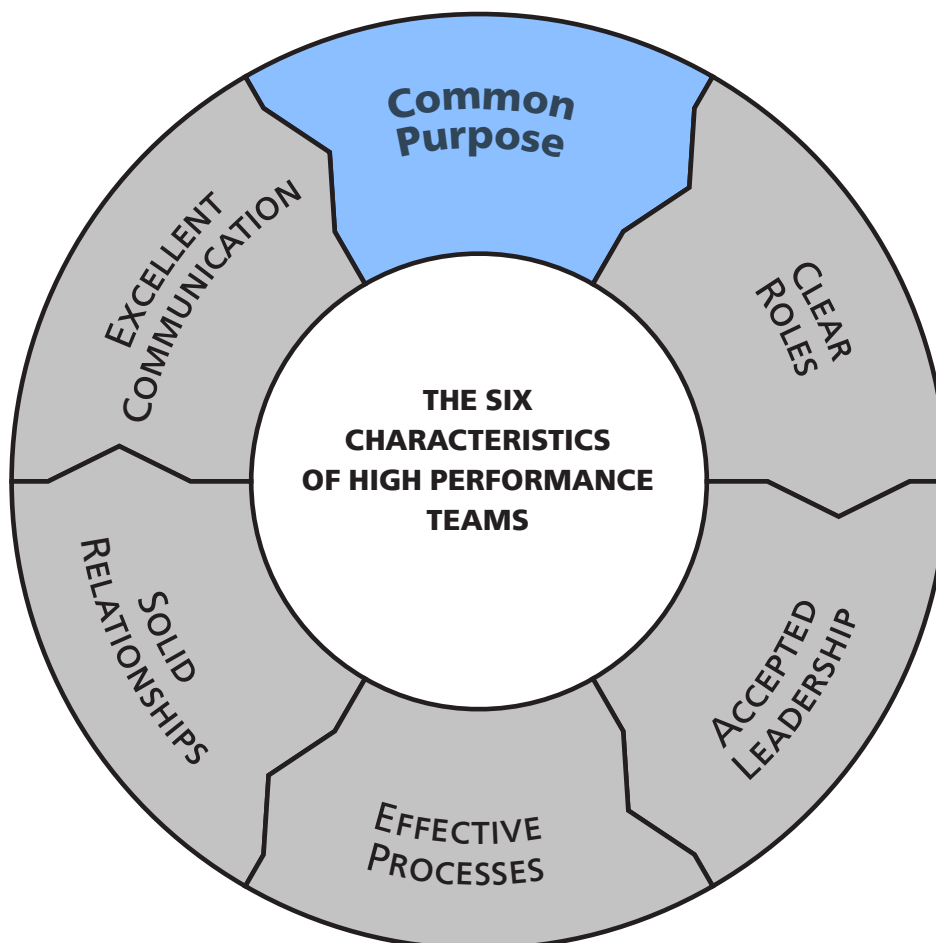 Common
Purpose
CLEAR
ROLES
ACCEPTED
LEADERSHIP
EFFECTIVE
PROCESSES
SOLID
RELATIONSHIPS
EXCELLENT
COMMUNICATION
THE SIX
CHARACTERISTICS
OF HIGH PERFORMANCE
TEAMS